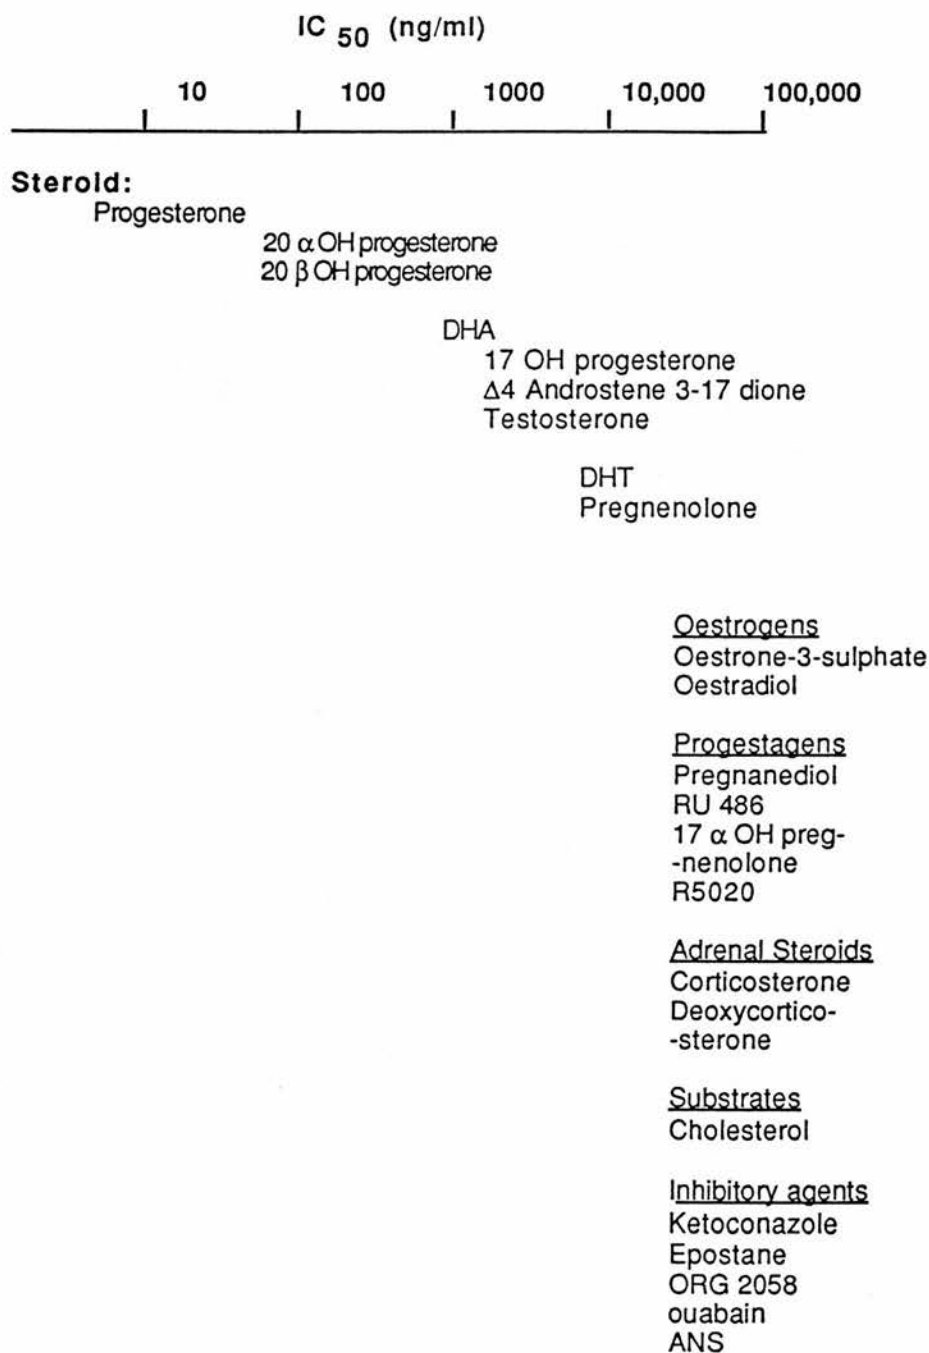 IC 50 (ng/ml)
10 100 1000 10,000 100,000
Steroid:
Progesterone
20 α OH progesterone
20 β OH progesterone
DHA
17 OH progesterone
Δ4 Androstene 3-17 dione
Testosterone
DHT
Pregnenolone
Oestrogens
Oestrone-3-sulphate
Oestradiol
Progestagens
Pregnanediol
RU 486
17 α OH preg-
-nenolone
R5020
Adrenal Steroids
Corticosterone
Deoxycortico-
-sterone
Substrates
Cholesterol
Inhibitory agents
Ketoconazole
Epostane
ORG 2058
ouabain
ANS